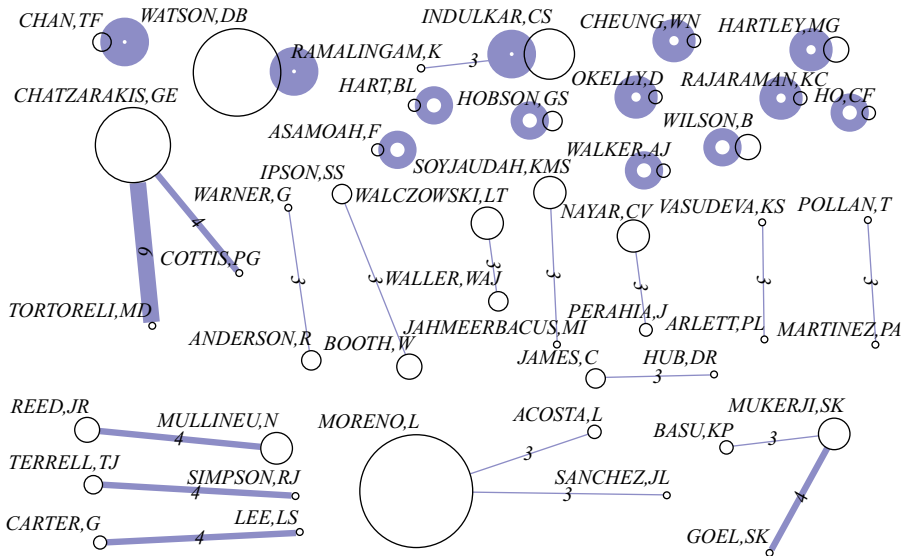 CHAN,TF
WATSON,DB
INDULKAR,CS
CHEUNG,WN
HARTLEY,MG
RAMALINGAM,K
3
CHATZARAKIS,GE
HART,BL
HOBSON,GS
OKELLY,D
RAJARAMAN,KC
HO,CF
ASAMOAH,F
WILSON,B
SOYJAUDAH,KMS
WALKER,AJ
IPSON,SS
WARNER,G
WALCZOWSKI,LT
NAYAR,CV
VASUDEVA,KS
POLLAN,T
4
9
COTTIS,PG
3
3
3
3
3
3
3
WALLER,WAJ
TORTORELI,MD
ANDERSON,R
BOOTH,W
JAHMEERBACUS,MI
PERAHIA,J
ARLETT,PL
MARTINEZ,PA
JAMES,C
HUB,DR
3
REED,JR
MULLINEU,N
4
MORENO,L
ACOSTA,L
3
MUKERJI,SK
BASU,KP
3
TERRELL,TJ
SIMPSON,RJ
4
SANCHEZ,JL
3
4
CARTER,G
LEE,LS
4
GOEL,SK